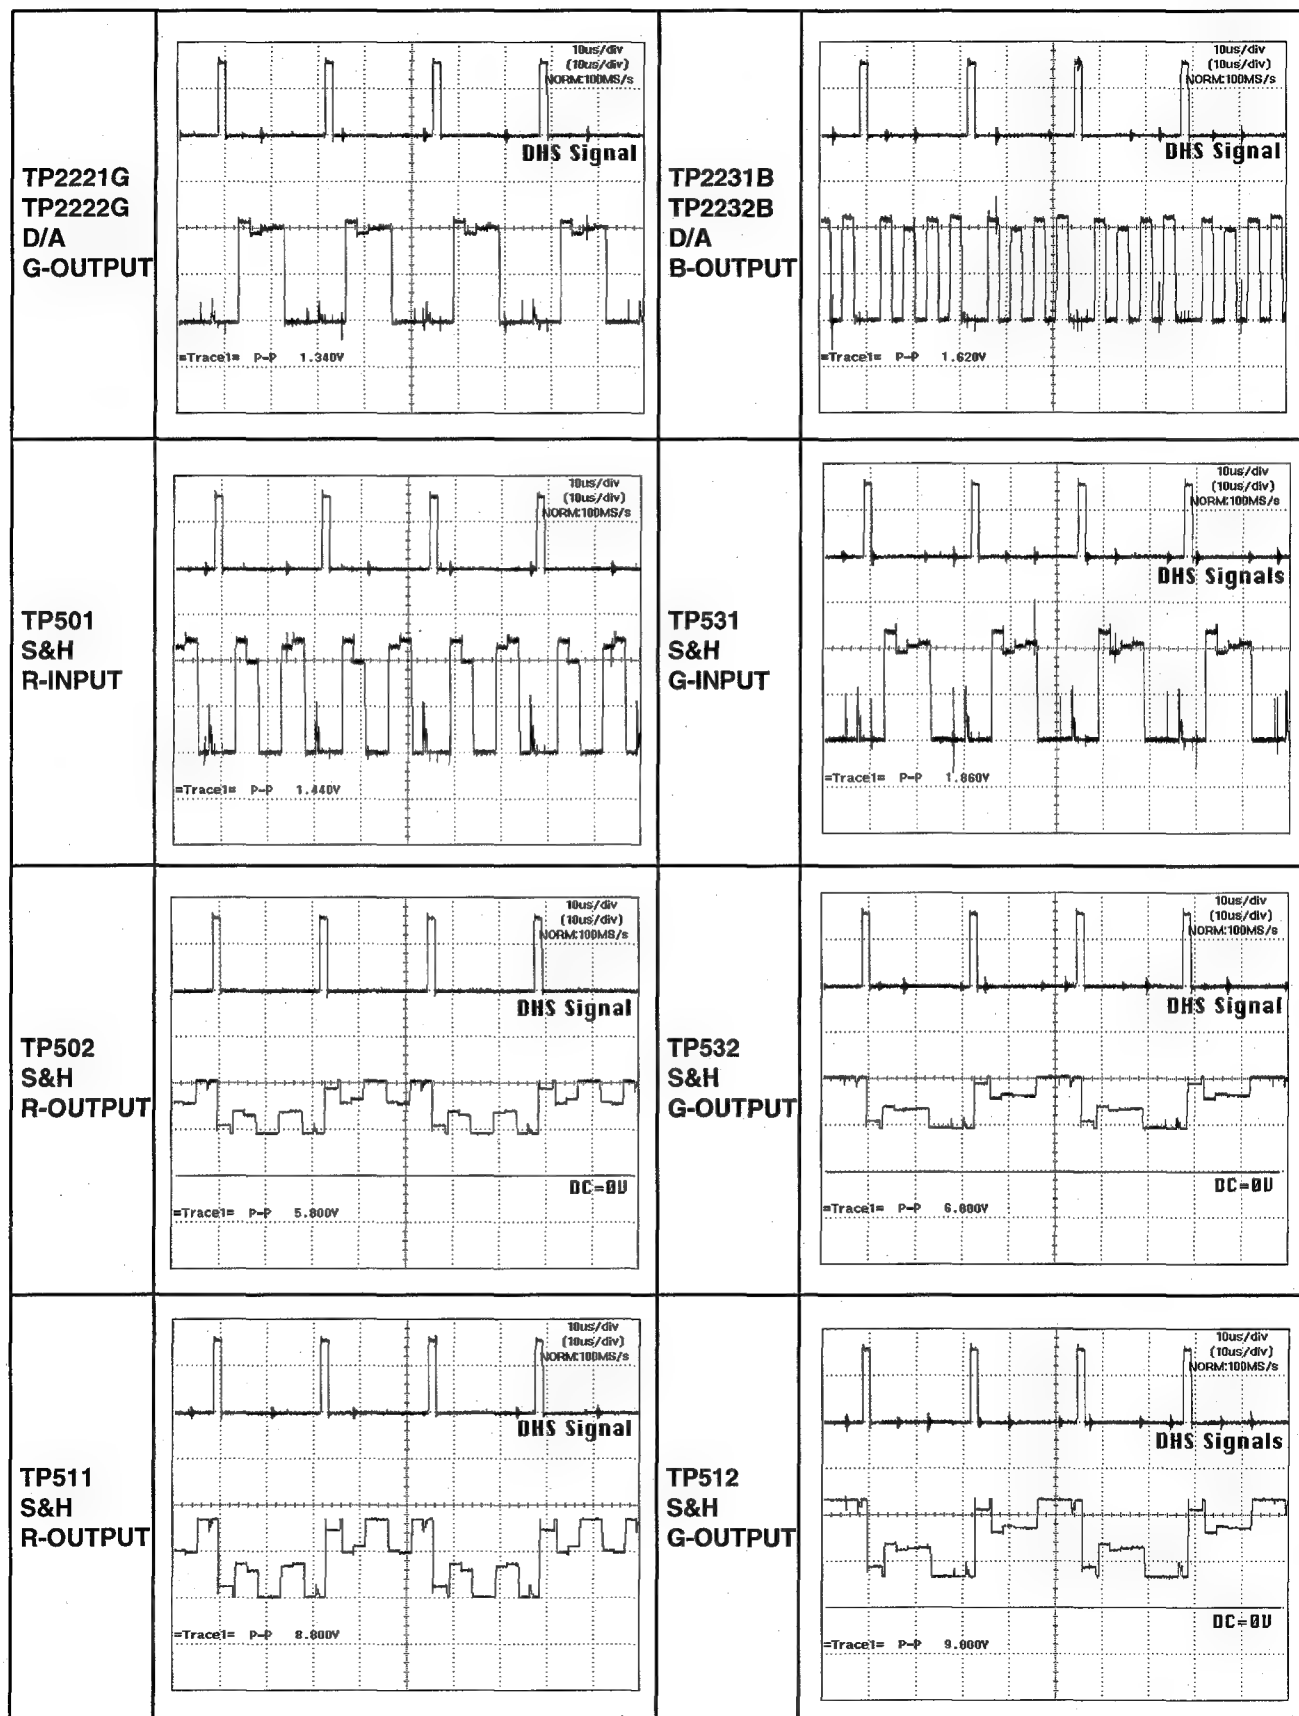 TP2221G
TP2222G
D/A
G-OUTPUT
10us/div
(10us/div)
NORM:100MS/s
DHS Signal
=Trace1= P-P 1.340V
TP2231B
TP2232B
D/A
B-OUTPUT
10us/div
(10us/div)
NORM:100MS/s
DHS Signal
=Trace1= P-P 1.620V
TP501
S&H
R-INPUT
10us/div
(10us/div)
NORM:100MS/s
=Trace1= P-P 1.440V
TP531
S&H
G-INPUT
10us/div
(10us/div)
NORM:100MS/s
DHS Signals
=Trace1= P-P 1.860V
TP502
S&H
R-OUTPUT
10us/div
(10us/div)
NORM:100MS/s
DHS Signal
DC=0V
=Trace1= P-P 5.800V
TP532
S&H
G-OUTPUT
10us/div
(10us/div)
NORM:100MS/s
DHS Signal
DC=0V
=Trace1= P-P
TP511
S&H
R-OUTPUT
10us/div
(10us/div)
NORM:100MS/s
DHS Signal
=Trace1= P-P 8.800V
TP512
S&H
G-OUTPUT
10us/div
(10us/div)
NORM:100MS/s
DHS Signals
DC=0V
=Trace1= P-P 9.800V